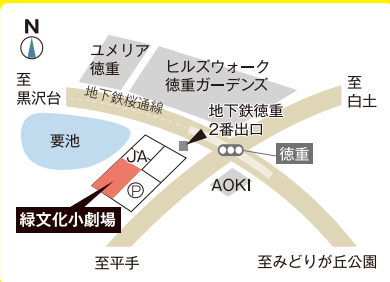 N
ユメリア
徳重
ヒルズウォーク
徳重ガーデンズ
至
黒沢台
至
白土
地下鉄桜通線
地下鉄徳重
2番出口
要池
JA
徳重
P
AOKI
緑文化小劇場
至平手
至みどりが丘公園